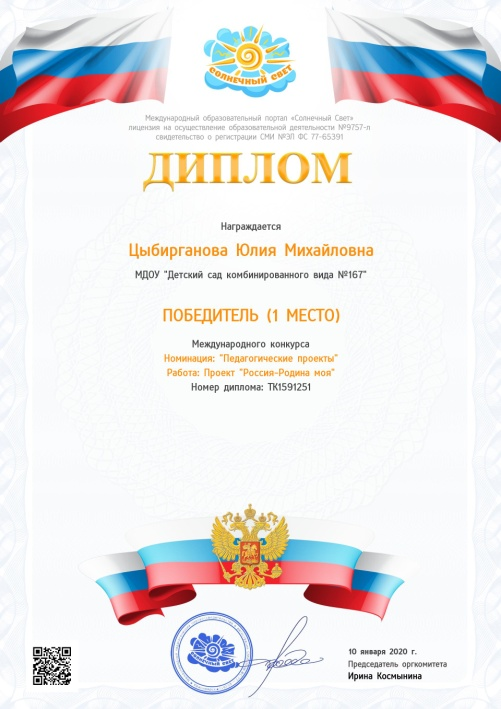 СОЛНЕЧНЫЙ СВЕТ
Международный образовательный портал «Солнечный Свет»
лицензия на осуществление образовательной деятельности №9757-л
свидетельство о регистрации СМИ №ЭЛ ФС 77-65391
ДИПЛОМ
Награждается
Цыбирганова Юлия Михайловна
МДОУ "Детский сад комбинированного вида №167"
ПОБЕДИТЕЛЬ (1 МЕСТО)
Международного конкурса
Номинация: "Педагогические проекты"
Работа: Проект "Россия-Родина моя"
Номер диплома: ТК1591251
СОЛНЕЧНЫЙ СВЕТ
10 января 2020 г.
Председатель оргкомитета
Ирина Космынина